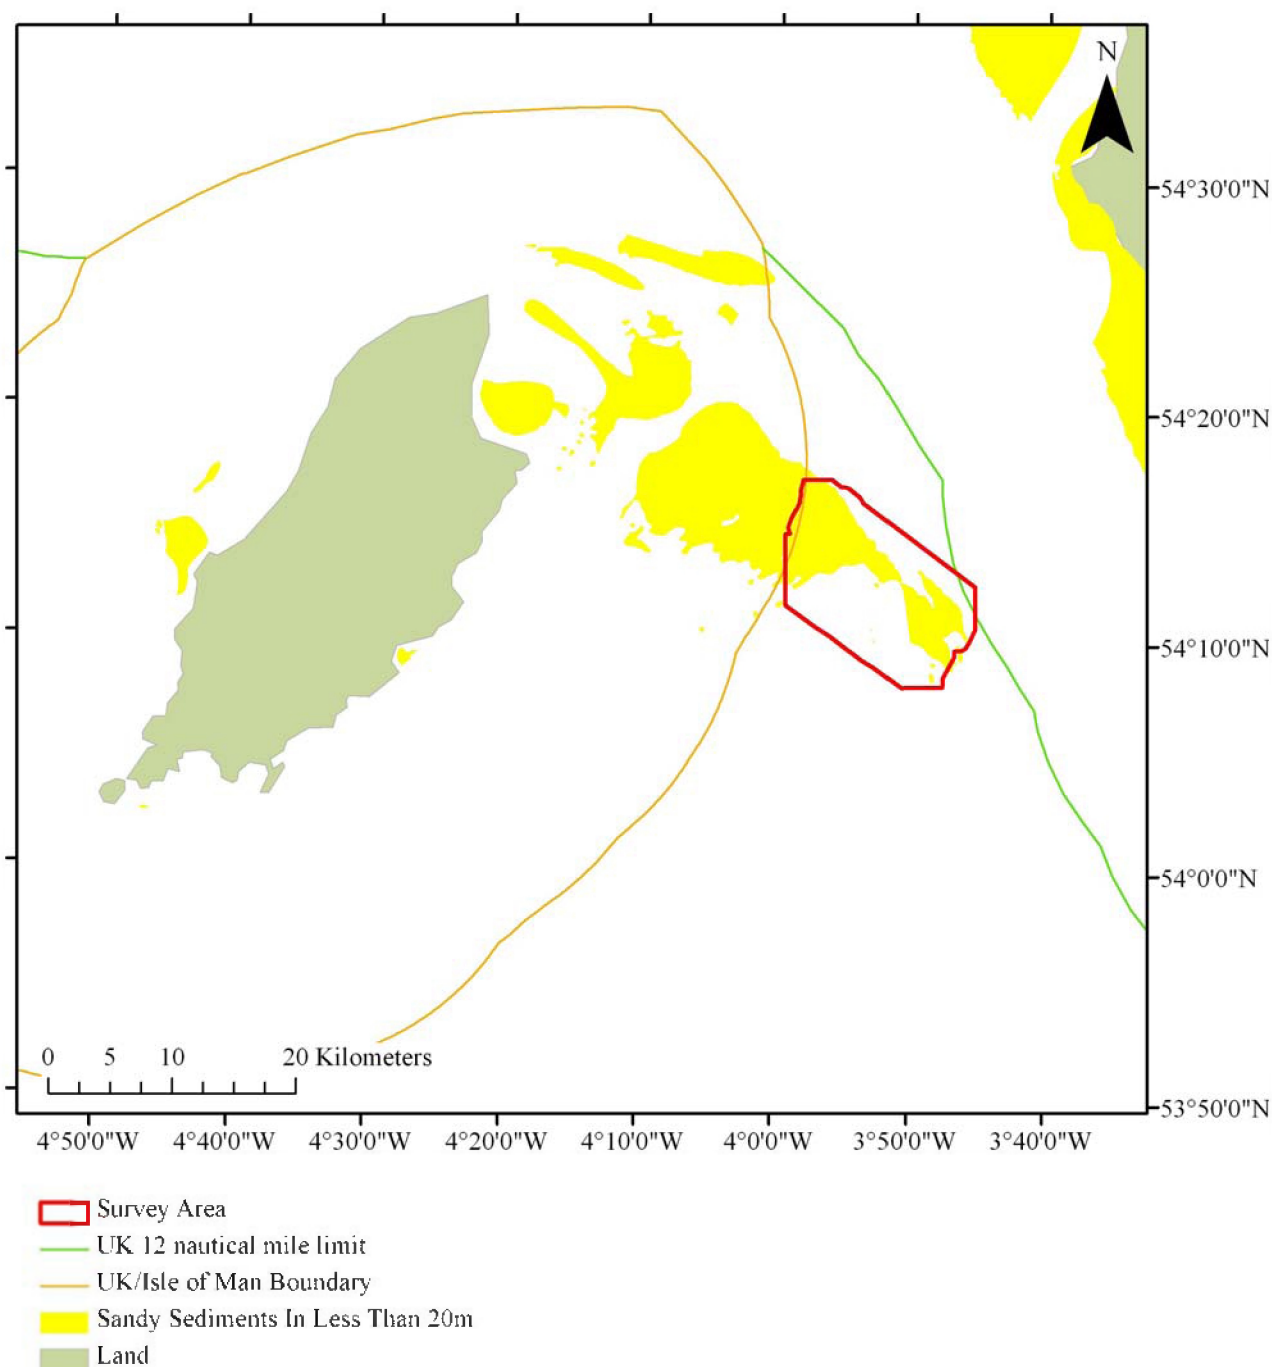 N
54°30'0"N
54°20'0"N
54°10'0"N
54°0'0"N
53°50'0"N
0 5 10 20 Kilometers
4°50'0"W 4°40'0"W 4°30'0"W 4°20'0"W 4°10'0"W 4°00'0"W 3°50'0"W 3°40'0"W
Survey Area
UK 12 nautical mile limit
UK/Isle of Man Boundary
Sandy Sediments In Less Than 20m
Land